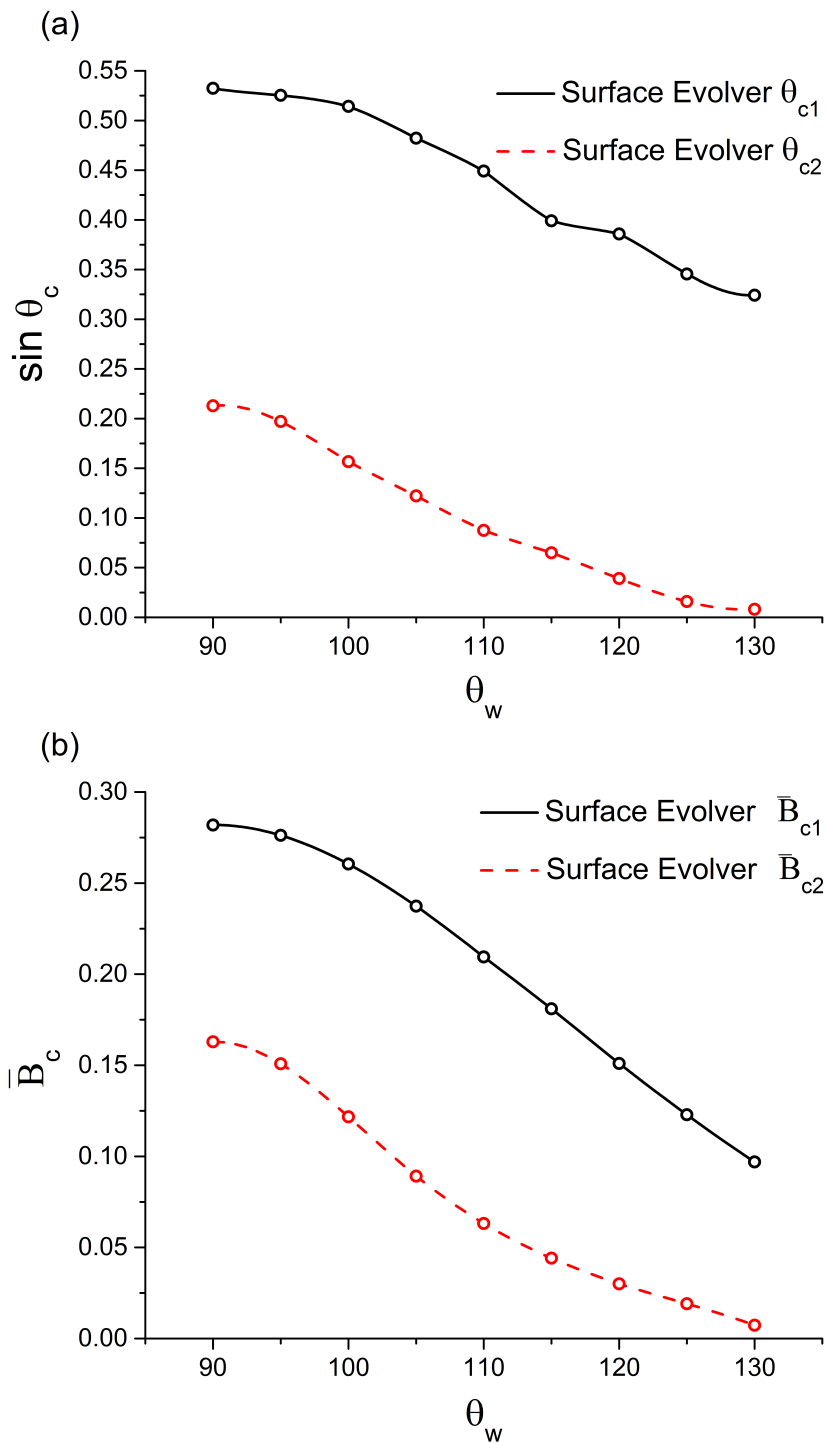 (a)
Surface Evolver θc1
Surface Evolver θc2
0.55
0.50
0.45
0.40
0.35
0.30
0.25
0.20
0.15
0.10
0.05
0.00
sin θc
90 100 110 120 130
θw
(b)
Surface Evolver B̅c1
Surface Evolver B̅c2
0.30
0.25
0.20
0.15
0.10
0.05
0.00
B̅c
90 100 110 120 130
θw